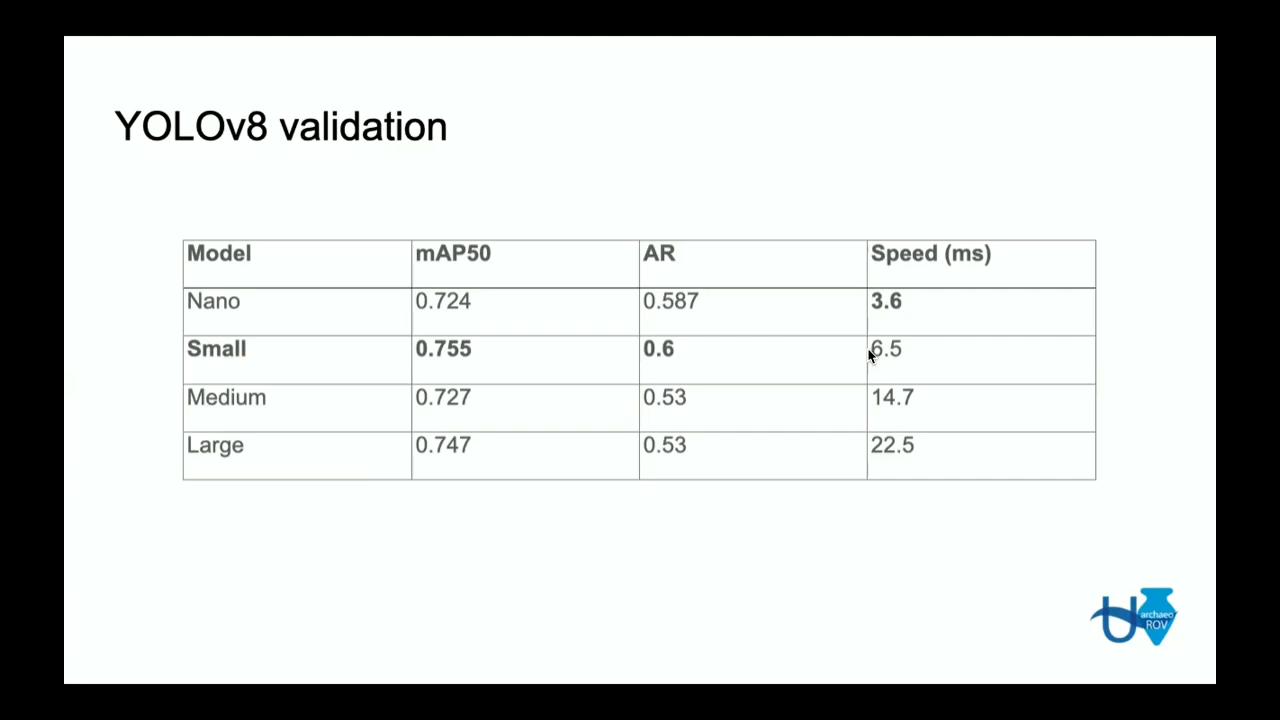 YOLOv8 validation
Model mAP50 AR Speed (ms)
Nano 0.724 0.587 3.6
Small 0.755 0.6 6.5
Medium 0.727 0.53 14.7
Large 0.747 0.53 22.5
U archaeo
ROV